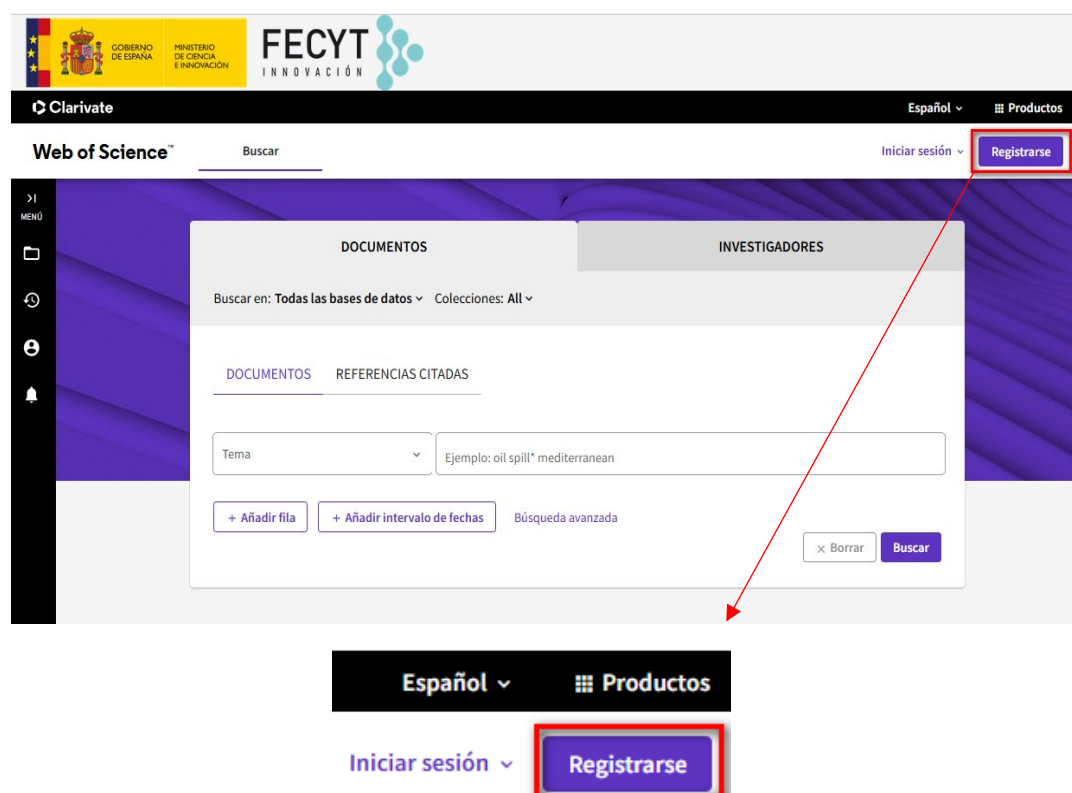 GOBIERNO
DE ESPAÑA
MINISTERIO
DE CIENCIA
E INNOVACIÓN
FECYT
INNOVACIÓN
Clarivate
Español
Productos
Web of Science™
Buscar
Iniciar sesión
Registrarse
MENÚ
DOCUMENTOS
INVESTIGADORES
Buscar en: Todas las bases de datos
Colecciones: All
DOCUMENTOS
REFERENCIAS CITADAS
Tema
Ejemplo: oil spill* mediterranean
+ Añadir fila
+ Añadir intervalo de fechas
Búsqueda avanzada
× Borrar
Buscar
Español
Productos
Iniciar sesión
Registrarse